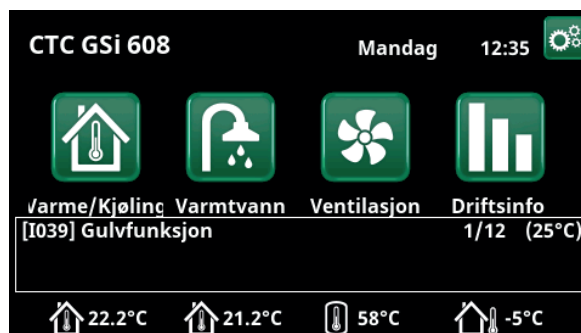 CTC GSi 608 Mandag 12:35
Varme/Kjøling Varmtvann Ventilasjon Driftsinfo
[I039] Gulvfunksjon 1/12 (25°C)
22.2°C 21.2°C 58°C -5°C